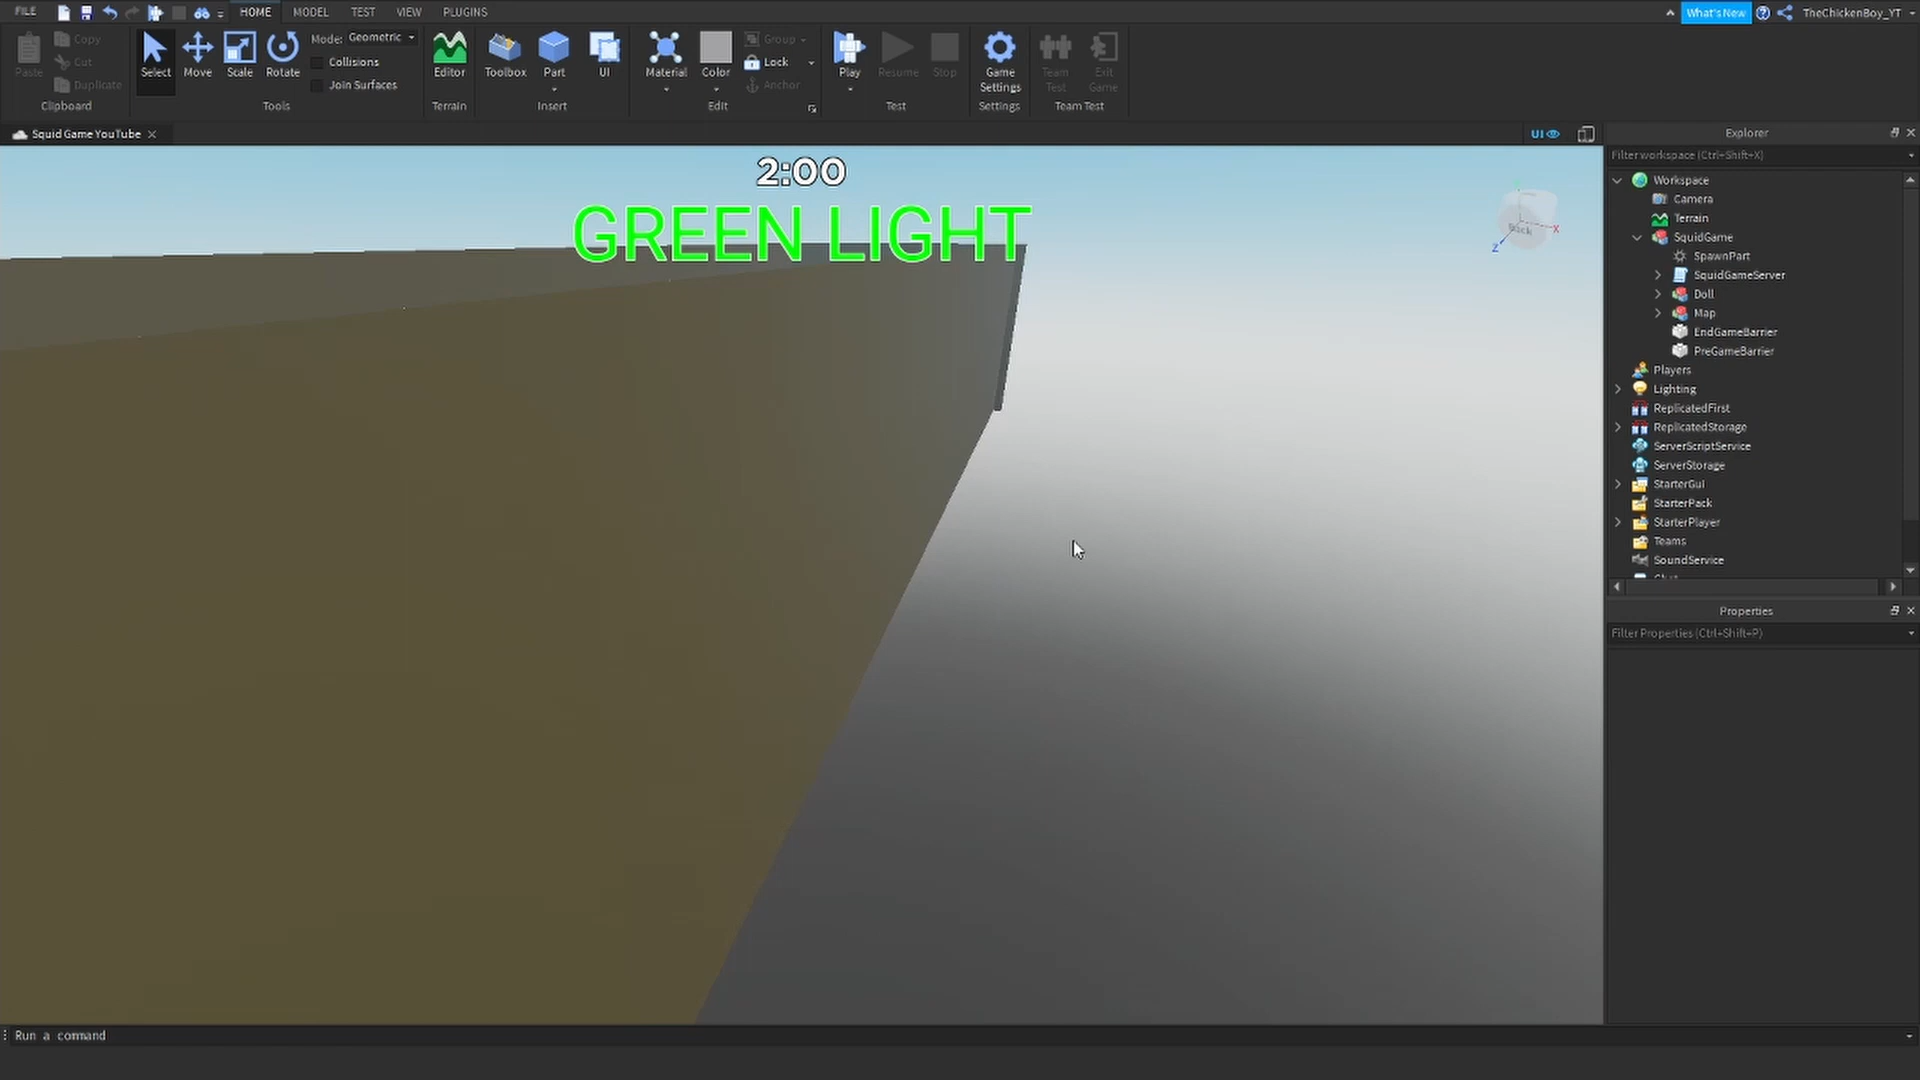 FILE
HOME
MODEL
TEST
VIEW
PLUGINS
What's New
TheChickenBoy_YT
Paste
Copy
Cut
Duplicate
Clipboard
Select
Move
Scale
Rotate
Mode: Geometric
Collisions
Join Surfaces
Tools
Editor
Terrain
Toolbox
Part
UI
Insert
Material
Color
Group
Lock
Anchor
Edit
Play
Resume
Stop
Test
Game
Settings
Settings
Team
Test
Exit
Game
Team Test
Squid Game YouTube
UI
2:00
GREEN LIGHT
Back
X
Z
Explorer
Filter workspace (Ctrl+Shift+X)
Workspace
Camera
Terrain
SquidGame
SpawnPart
SquidGameServer
Doll
Map
EndGameBarrier
PreGameBarrier
Players
Lighting
ReplicatedFirst
ReplicatedStorage
ServerScriptService
ServerStorage
StarterGui
StarterPack
StarterPlayer
Teams
SoundService
Properties
Filter Properties (Ctrl+Shift+P)
Run a command